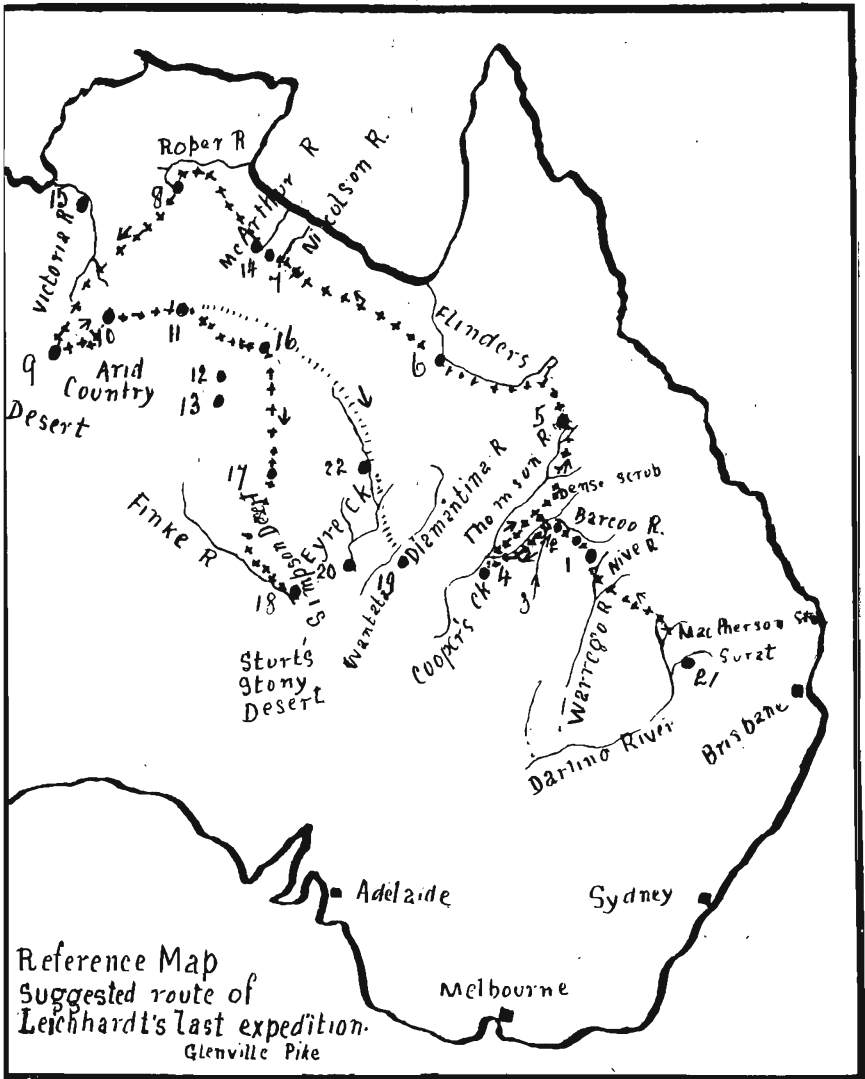 Roper R
McArthur R
Nicolson R.
15
8
Victoria R
14
7
Flinders R
10
11
16
9
6
Arid
Country
12
13
Desert
5
17
22
Thomson R
Dense Scrub
Diamantina R
Barcoo R.
Finke R
Simpson Desert
Eyre Ck
2
1
Nive R.
20
19
4
3
18
Cooper's Ck
Warrego R
MacPherson
Surat
21
Sturt's
Stony
Desert
Brisbane
Darling River
Adelaide
Sydney
Melbourne
Reference Map
Suggested route of
Leichhardt's last expedition.
Glenville Pike